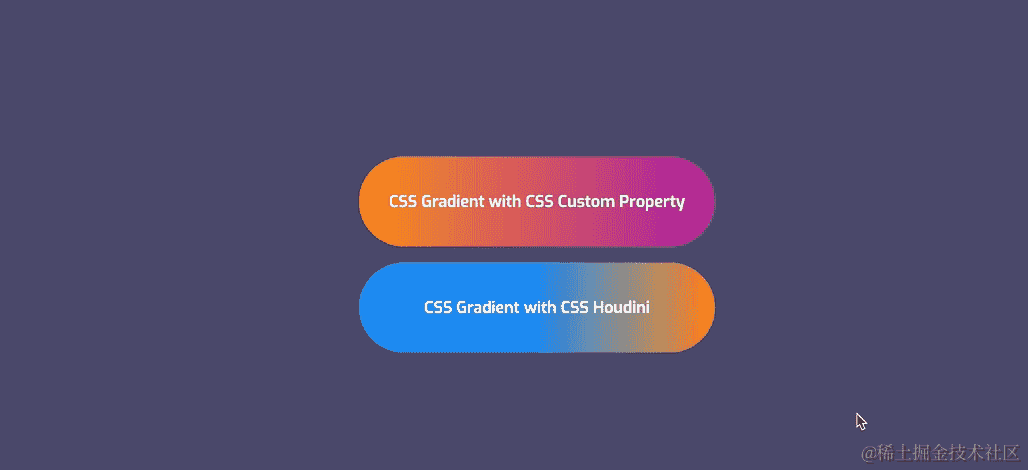 CSS Gradient with CSS Custom Property
CSS Gradient with CSS Houdini
@稀土掘金技术社区